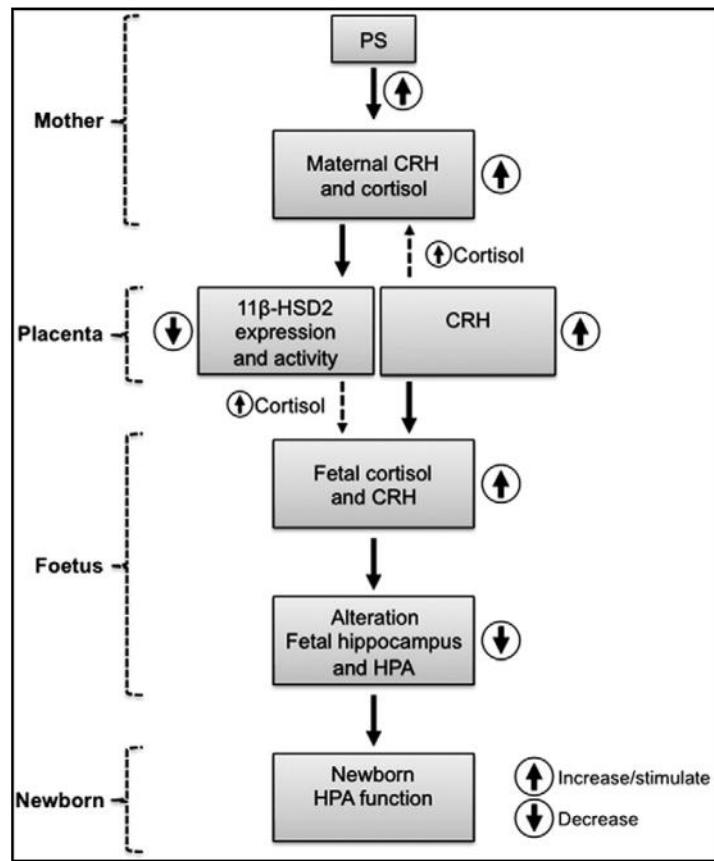 PS
Mother
Maternal CRH
and cortisol
Cortisol
11β-HSD2
expression
and activity
CRH
Placenta
Cortisol
Fetal cortisol
and CRH
Foetus
Alteration
Fetal hippocampus
and HPA
Newborn
HPA function
Newborn
Increase/stimulate
Decrease